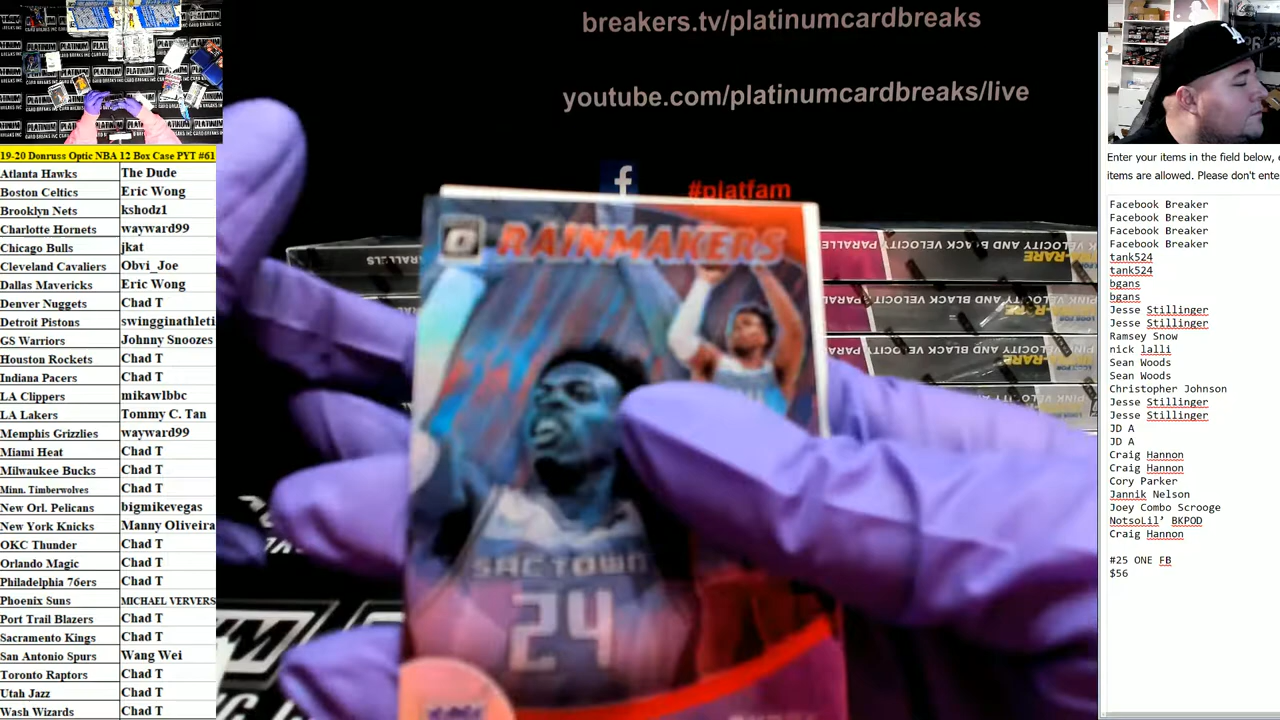 breakers.tv/platinumcardbreaks
youtube.com/platinumcardbreaks/live
#platfam
19-20 Donruss Optic NBA 12 Box Case PYT #61
Atlanta Hawks The Dude
Boston Celtics Eric Wong
Brooklyn Nets kshodz1
Charlotte Hornets wayward99
Chicago Bulls jkat
Cleveland Cavaliers Obvi_Joe
Dallas Mavericks Eric Wong
Denver Nuggets Chad T
Detroit Pistons swingginathleti
GS Warriors Johnny Snoozes
Houston Rockets Chad T
Indiana Pacers Chad T
LA Clippers mikawlbbc
LA Lakers Tommy C. Tan
Memphis Grizzlies wayward99
Miami Heat Chad T
Milwaukee Bucks Chad T
Minn. Timberwolves Chad T
New Orl. Pelicans bigmikevegas
New York Knicks Manny Oliveira
OKC Thunder Chad T
Orlando Magic Chad T
Philadelphia 76ers Chad T
Phoenix Suns MICHAEL VERVERS
Port Trail Blazers Chad T
Sacramento Kings Chad T
San Antonio Spurs Wang Wei
Toronto Raptors Chad T
Utah Jazz Chad T
Wash Wizards Chad T
RAINMAKERS
SACTOWN
24
Enter your items in the field below,
items are allowed. Please don't ente
Facebook Breaker
Facebook Breaker
Facebook Breaker
Facebook Breaker
tank524
tank524
bgans
bgans
Jesse Stillinger
Jesse Stillinger
Ramsey Snow
nick lalli
Sean Woods
Sean Woods
Christopher Johnson
Jesse Stillinger
Jesse Stillinger
JD A
JD A
Craig Hannon
Craig Hannon
Cory Parker
Jannik Nelson
Joey Combo Scrooge
NotsoLil' BKPOD
Craig Hannon
#25 ONE FB
$56